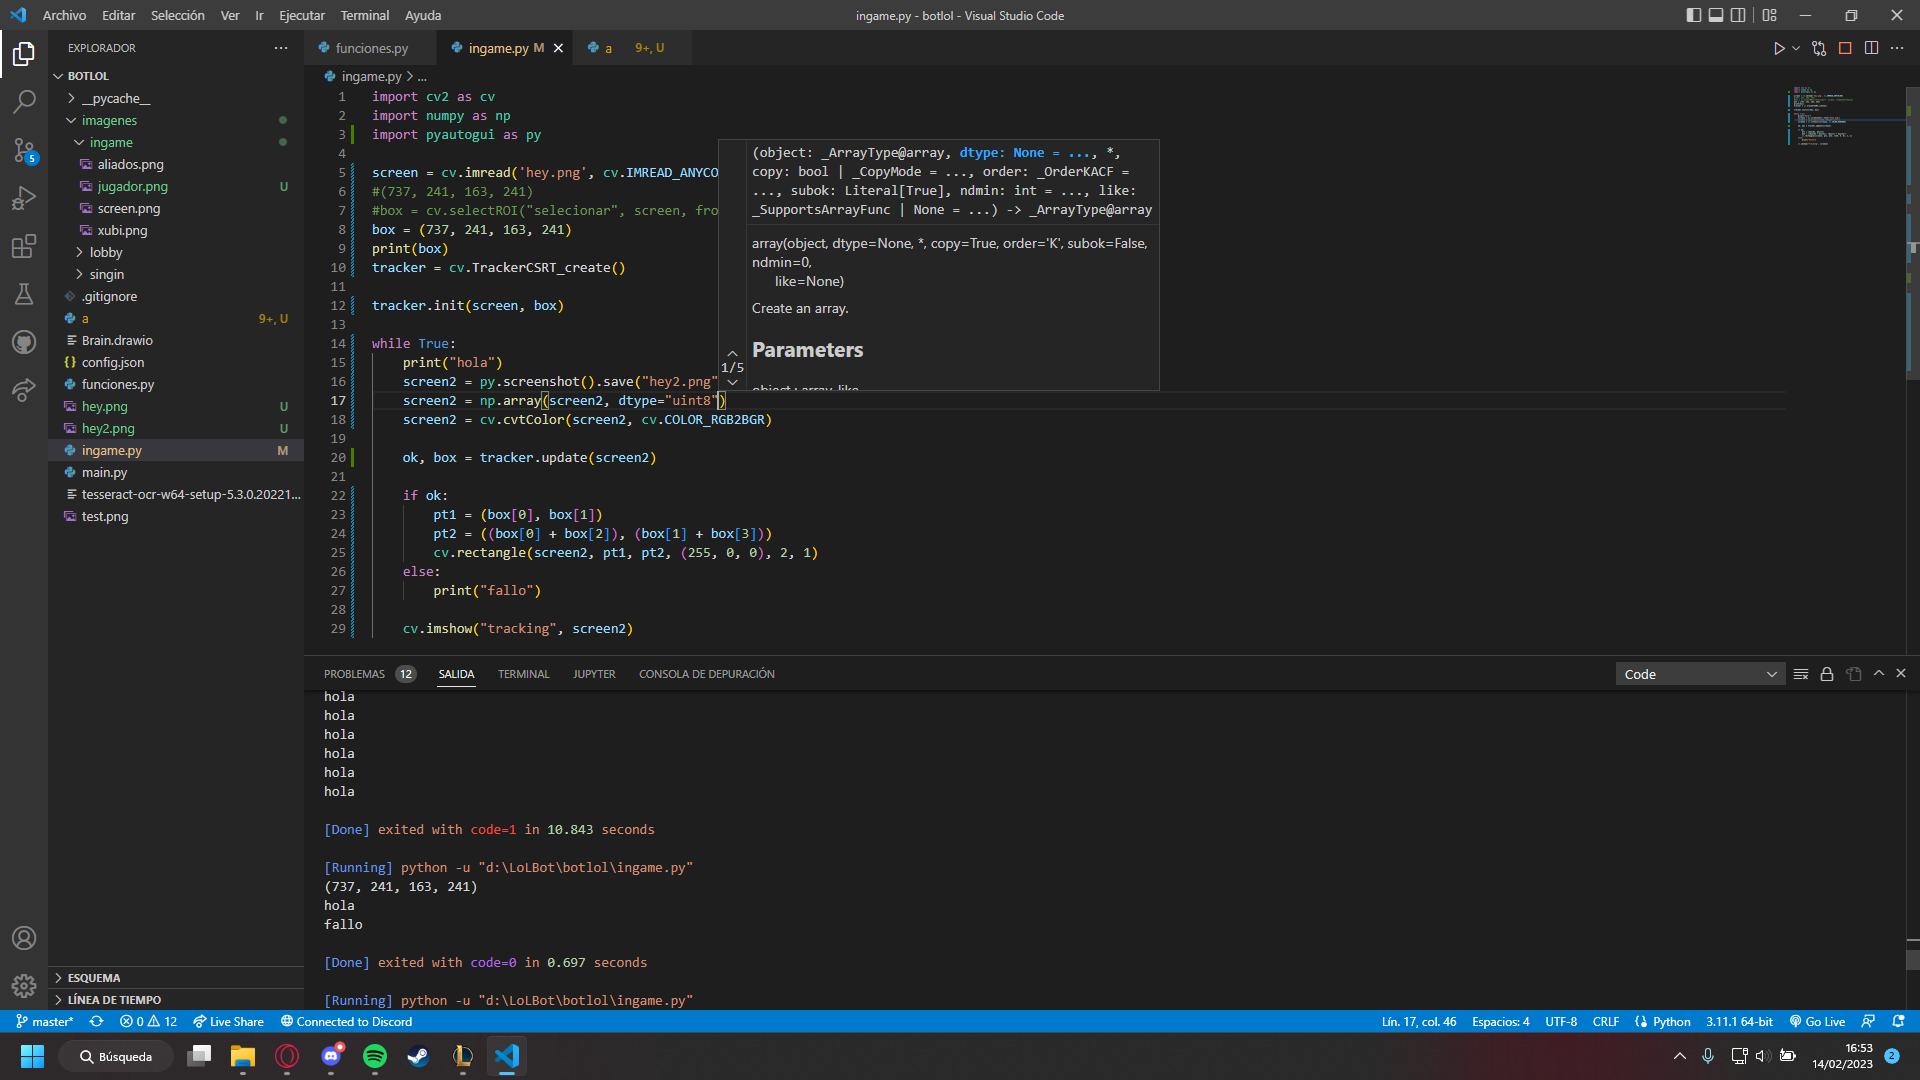 Archivo Editar Selección Ver Ir Ejecutar Terminal Ayuda
ingame.py - botlol - Visual Studio Code
EXPLORADOR
BOTLOL
__pycache__
imagenes
ingame
aliados.png
jugador.png U
screen.png
xubi.png
lobby
singin
.gitignore
a 9+, U
Brain.drawio
config.json
funciones.py
hey.png U
hey2.png U
ingame.py M
main.py
tesseract-ocr-w64-setup-5.3.0.20221...
test.png
ESQUEMA
LÍNEA DE TIEMPO
5
funciones.py
ingame.py M
a 9+, U
ingame.py > ...
1 import cv2 as cv
2 import numpy as np
3 import pyautogui as py
4
5 screen = cv.imread('hey.png', cv.IMREAD_ANYCO
6 #(737, 241, 163, 241)
7 #box = cv.selectROI("selecionar", screen, fro
8 box = (737, 241, 163, 241)
9 print(box)
10 tracker = cv.TrackerCSRT_create()
11
12 tracker.init(screen, box)
13
14 while True:
15 print("hola")
16 screen2 = py.screenshot().save("hey2.png"
17 screen2 = np.array(screen2, dtype="uint8")
18 screen2 = cv.cvtColor(screen2, cv.COLOR_RGB2BGR)
19
20 ok, box = tracker.update(screen2)
21
22 if ok:
23 pt1 = (box[0], box[1])
24 pt2 = ((box[0] + box[2]), (box[1] + box[3]))
25 cv.rectangle(screen2, pt1, pt2, (255, 0, 0), 2, 1)
26 else:
27 print("fallo")
28
29 cv.imshow("tracking", screen2)
(object: _ArrayType@array, dtype: None = ..., *,
copy: bool | _CopyMode = ..., order: _OrderKACF =
..., subok: Literal[True], ndmin: int = ..., like:
_SupportsArrayFunc | None = ...) -> _ArrayType@array
array(object, dtype=None, *, copy=True, order='K', subok=False,
ndmin=0,
like=None)
Create an array.
Parameters
1/5
object : array_like
PROBLEMAS 12 SALIDA TERMINAL JUPYTER CONSOLA DE DEPURACIÓN
Code
hola
hola
hola
hola
hola
hola
[Done] exited with code=1 in 10.843 seconds
[Running] python -u "d:\LoLBot\botlol\ingame.py"
(737, 241, 163, 241)
hola
fallo
[Done] exited with code=0 in 0.697 seconds
[Running] python -u "d:\LoLBot\botlol\ingame.py"
master* 0 12 Live Share Connected to Discord
Lín. 17, col. 46 Espacios: 4 UTF-8 CRLF Python 3.11.1 64-bit Go Live
Búsqueda
16:53
14/02/2023
2